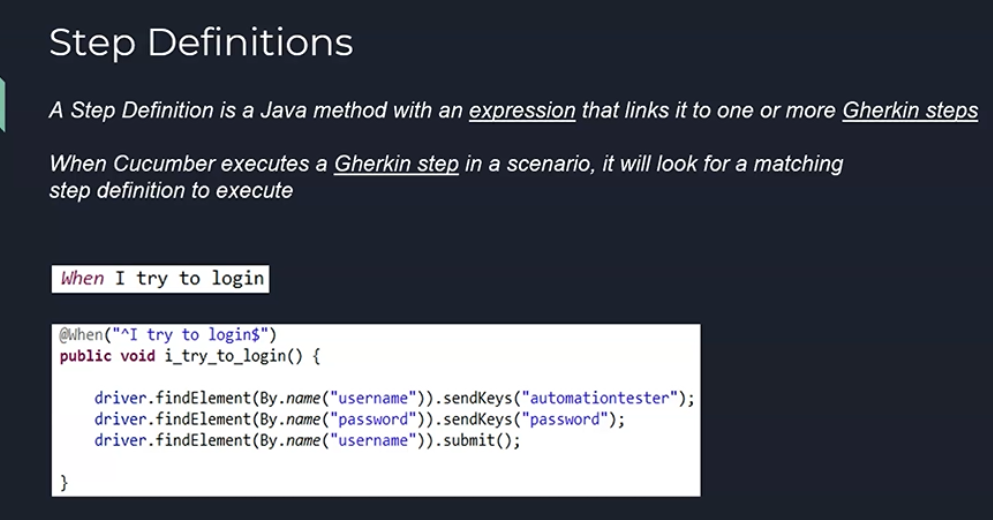 Step Definitions
A Step Definition is a Java method with an expression that links it to one or more Gherkin steps
When Cucumber executes a Gherkin step in a scenario, it will look for a matching
step definition to execute
When I try to login
@When("^I try to login$")
public void i_try_to_login() {
driver.findElement(By.name("username")).sendKeys("automationtester");
driver.findElement(By.name("password")).sendKeys("password");
driver.findElement(By.name("username")).submit();
}